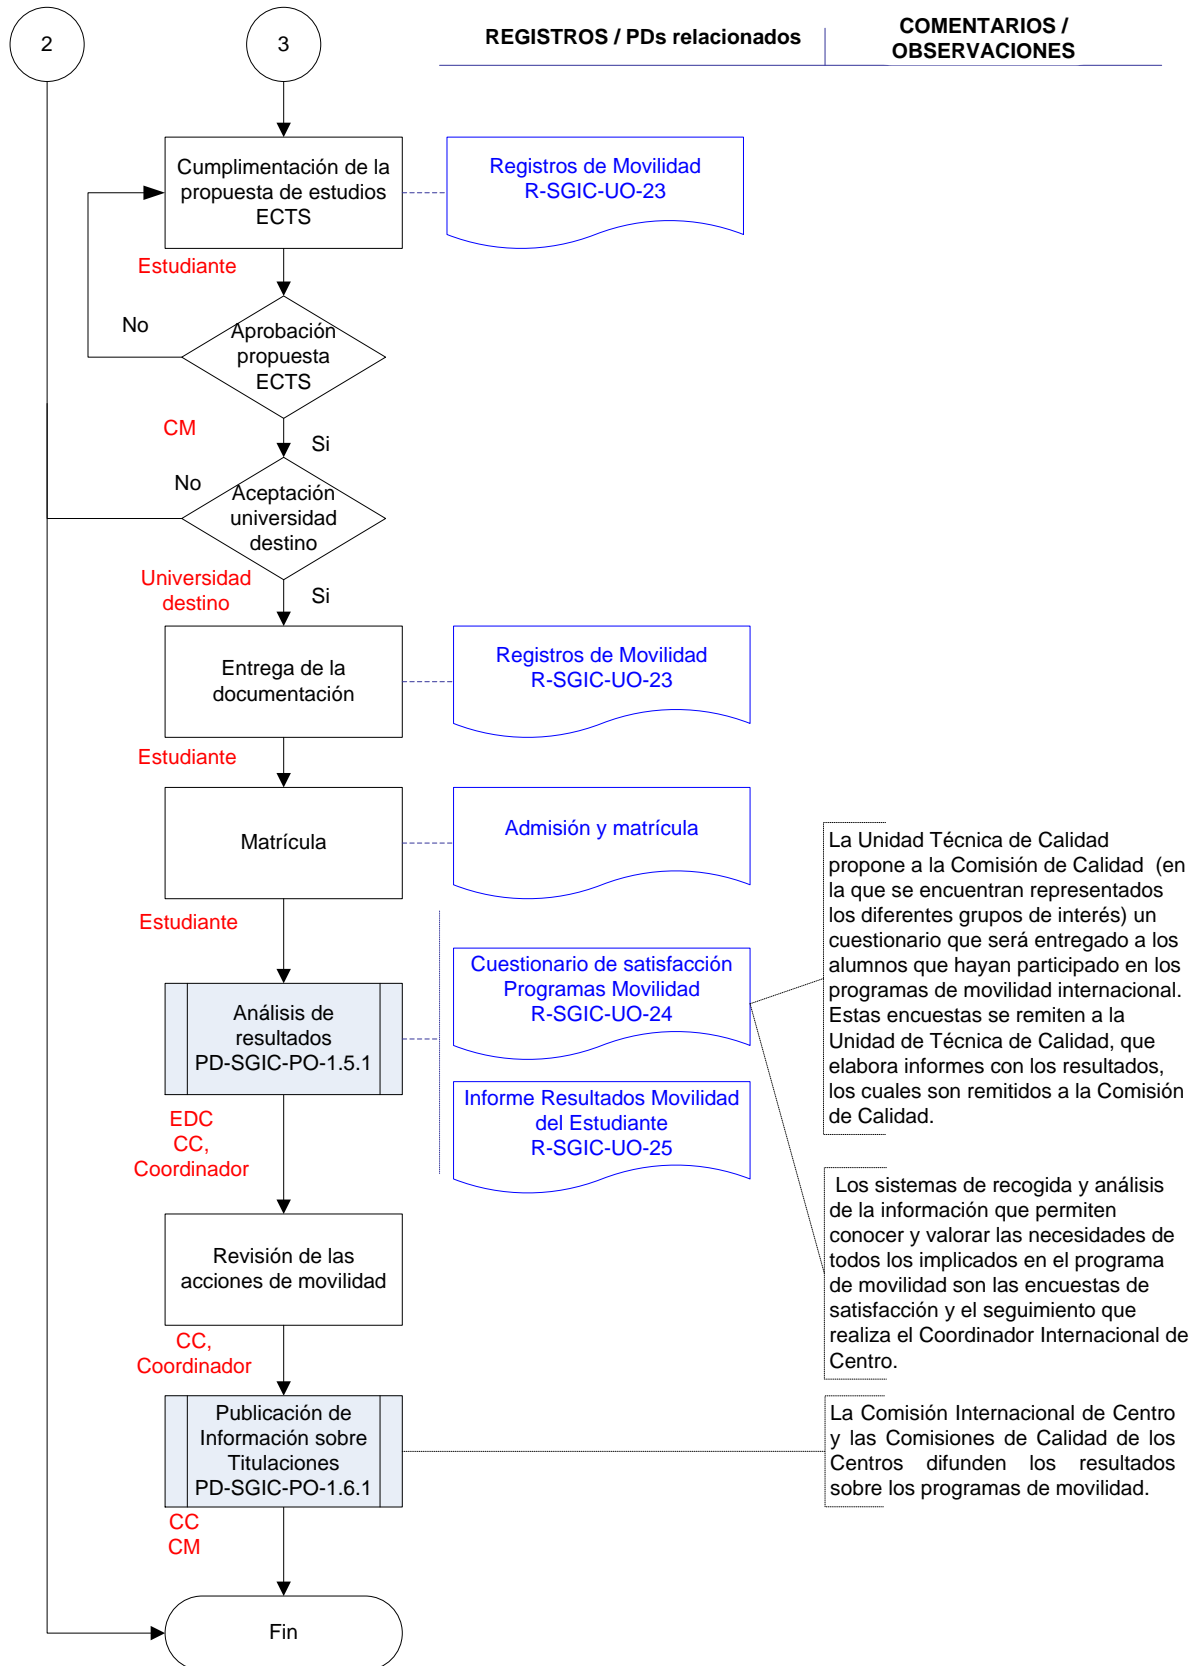 2
3
REGISTROS / PDs relacionados
COMENTARIOS /
OBSERVACIONES
Cumplimentación de la
propuesta de estudios
ECTS
Registros de Movilidad
R-SGIC-UO-23
Estudiante
No
Aprobación
propuesta
ECTS
CM
Si
No
Aceptación
universidad
destino
Universidad
destino
Si
Entrega de la
documentación
Registros de Movilidad
R-SGIC-UO-23
Estudiante
Matrícula
Admisión y matrícula
Estudiante
Análisis de
resultados
PD-SGIC-PO-1.5.1
Cuestionario de satisfacción
Programas Movilidad
R-SGIC-UO-24
Informe Resultados Movilidad
del Estudiante
R-SGIC-UO-25
La Unidad Técnica de Calidad
propone a la Comisión de Calidad (en
la que se encuentran representados
los diferentes grupos de interés) un
cuestionario que será entregado a los
alumnos que hayan participado en los
programas de movilidad internacional.
Estas encuestas se remiten a la
Unidad de Técnica de Calidad, que
elabora informes con los resultados,
los cuales son remitidos a la Comisión
de Calidad.
EDC
CC,
Coordinador
Revisión de las
acciones de movilidad
Los sistemas de recogida y análisis
de la información que permiten
conocer y valorar las necesidades de
todos los implicados en el programa
de movilidad son las encuestas de
satisfacción y el seguimiento que
realiza el Coordinador Internacional de
Centro.
CC,
Coordinador
Publicación de
Información sobre
Titulaciones
PD-SGIC-PO-1.6.1
La Comisión Internacional de Centro
y las Comisiones de Calidad de los
Centros difunden los resultados
sobre los programas de movilidad.
CC
CM
Fin